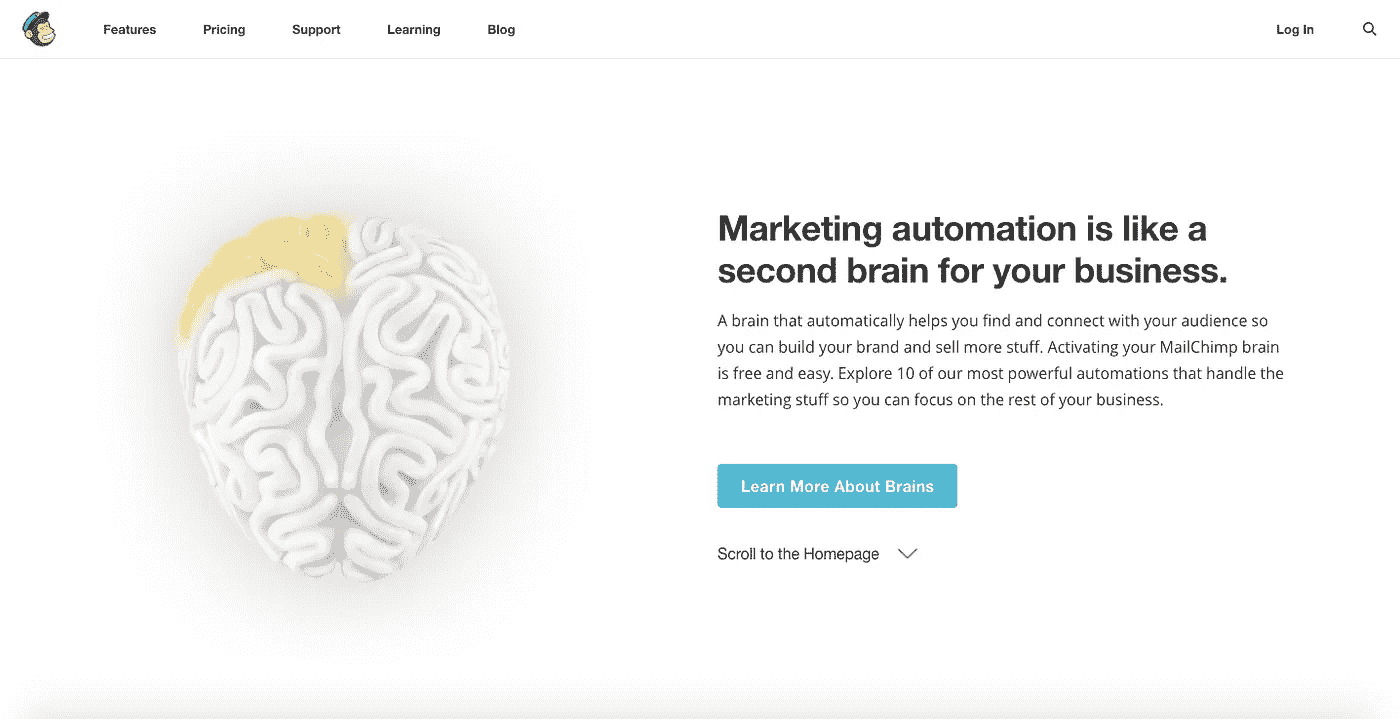 Features
Pricing
Support
Learning
Blog
Log In
Marketing automation is like a
second brain for your business.
A brain that automatically helps you find and connect with your audience so
you can build your brand and sell more stuff. Activating your MailChimp brain
is free and easy. Explore 10 of our most powerful automations that handle the
marketing stuff so you can focus on the rest of your business.
Learn More About Brains
Scroll to the Homepage